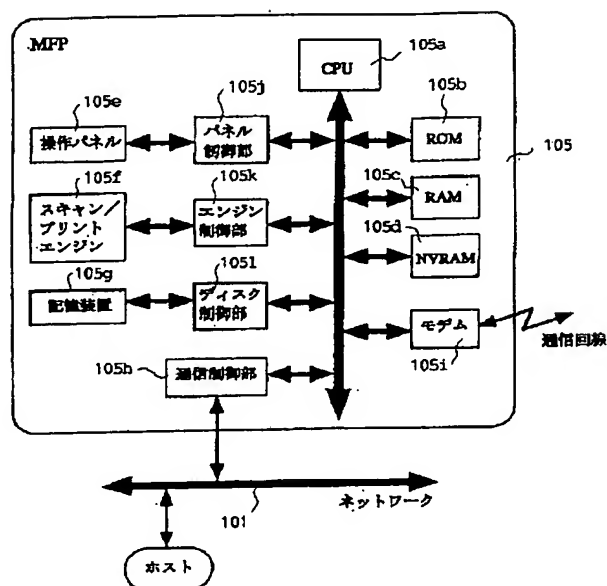 MFP
CPU
105a
105e
操作パネル
105j
パネル
制御部
105b
ROM
105
105f
スキャン/
プリント
エンジン
105k
エンジン
制御部
105c
RAM
105d
NVRAM
105g
記憶装置
105l
ディスク
制御部
モデム
105i
通信回線
105h
通信制御部
101
ネットワーク
ホスト